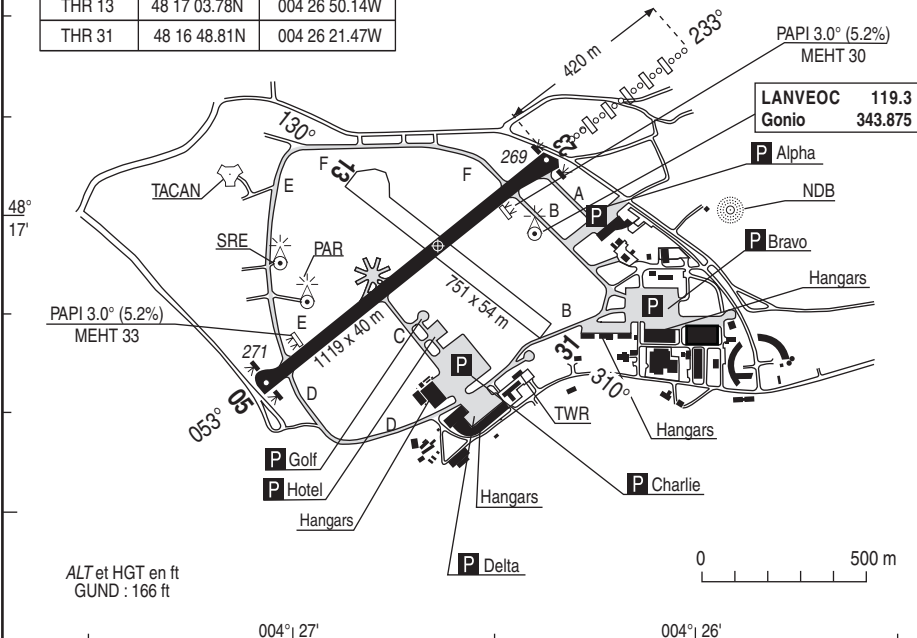 THR 13 48 17 03.78N 004 26 50.14W
THR 31 48 16 48.81N 004 26 21.47W
420 m
233°
PAPI 3.0° (5.2%)
MEHT 30
LANVEOC 119.3
Gonio 343.875
130°
F
13
F
269
23
P Alpha
A
TACAN
E
B
P
NDB
48°
17'
SRE
PAR
P Bravo
Hangars
751 x 54 m
P
B
PAPI 3.0° (5.2%)
MEHT 33
E
1119 x 40 m
C
271
31
P
310°
05
D
053°
D
TWR
Hangars
P Golf
P Hotel
P Charlie
Hangars
Hangars
P Delta
ALT et HGT en ft
GUND : 166 ft
0 500 m
004° 27'
004° 26'